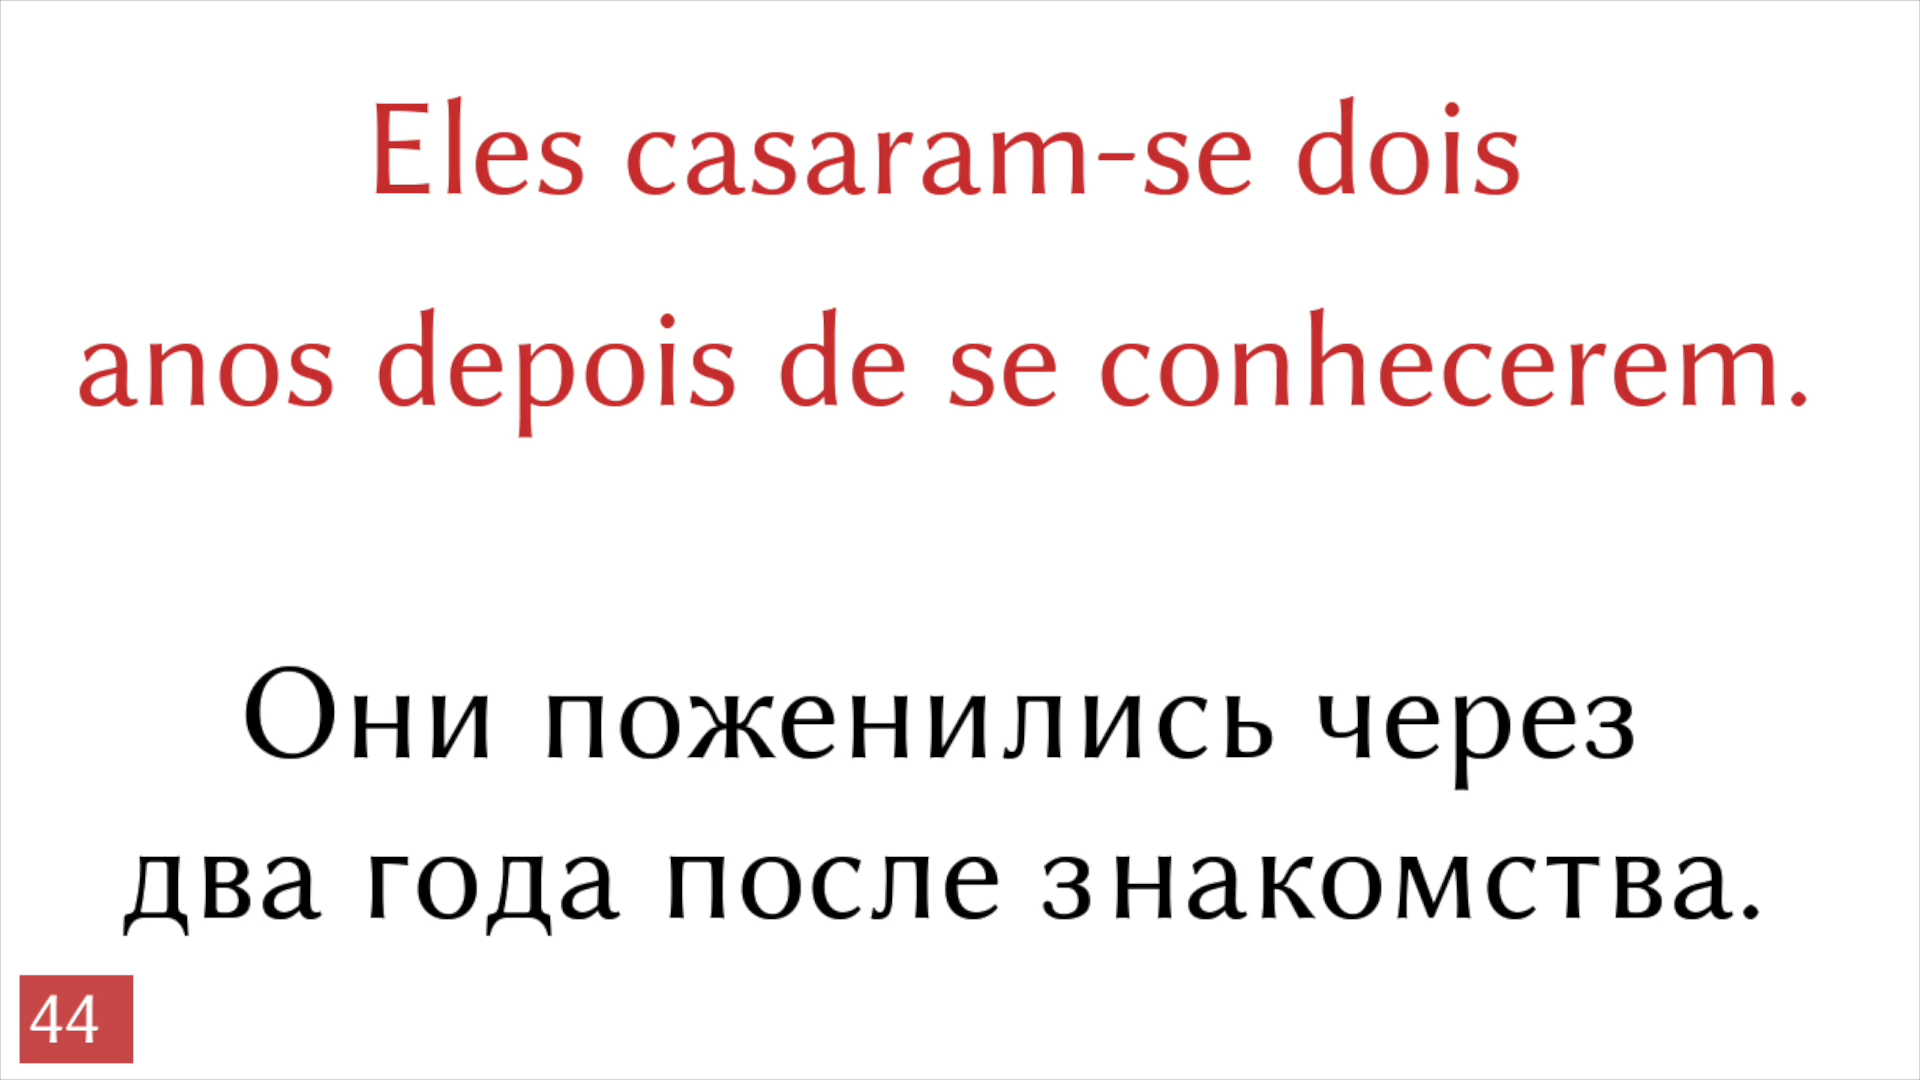 Eles casaram-se dois
anos depois de se conhecerem.
Они поженились через
два года после знакомства.
44